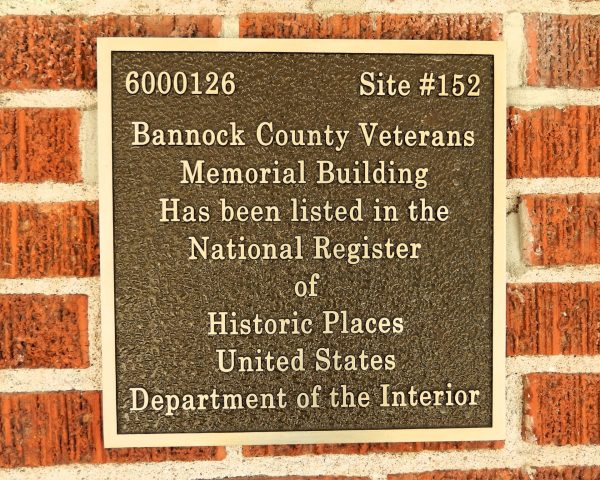 6000126 Site #152
Bannock County Veterans
Memorial Building
Has been listed in the
National Register
of
Historic Places
United States
Department of the Interior